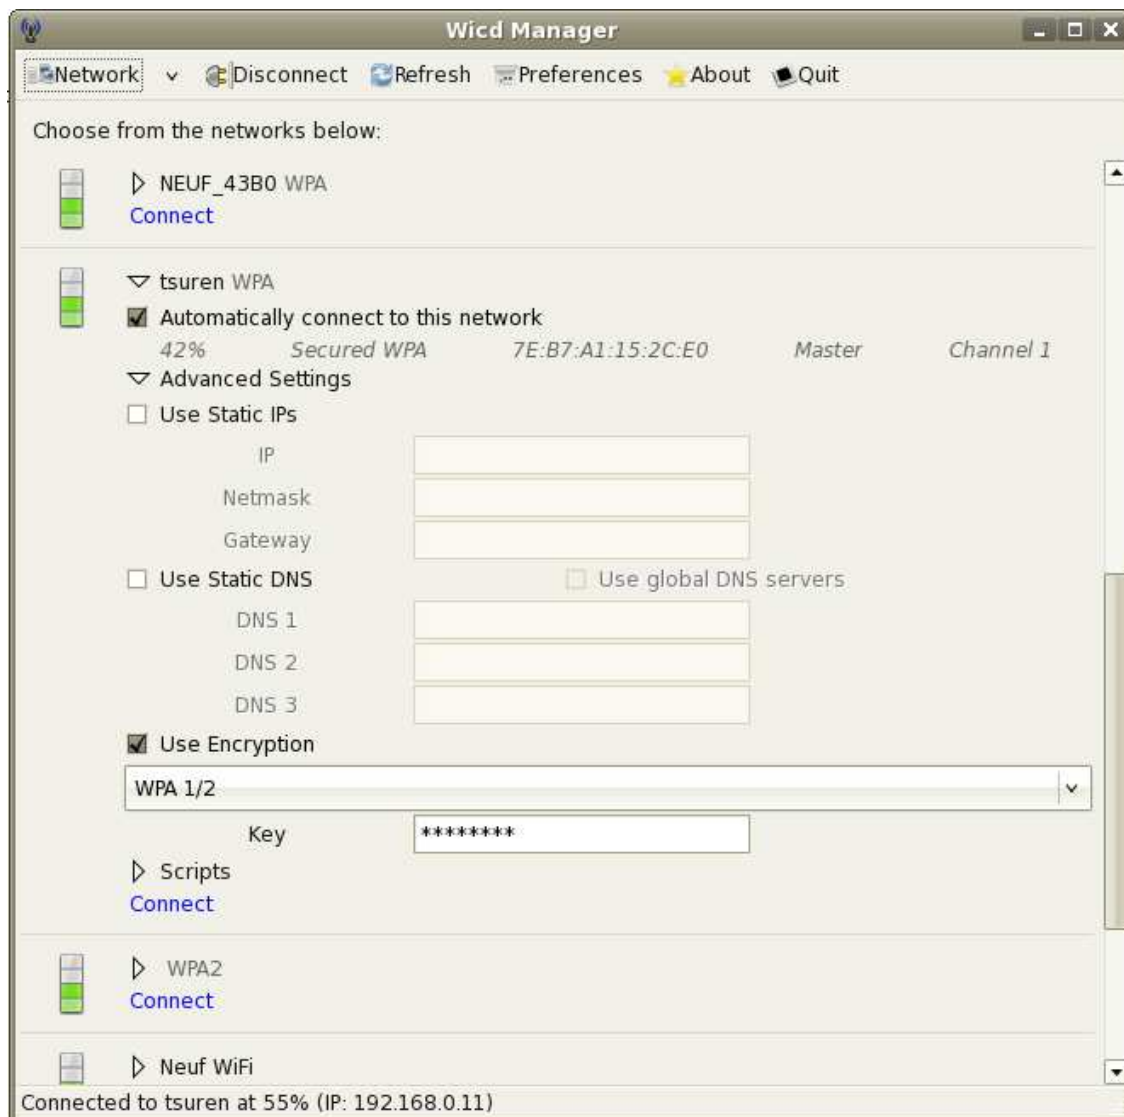 Wicd Manager
Network Disconnect Refresh Preferences About Quit
Choose from the networks below:
NEUF_43B0 WPA
Connect
tsuren WPA
Automatically connect to this network
42% Secured WPA 7E:B7:A1:15:2C:E0 Master Channel 1
Advanced Settings
Use Static IPs
IP
Netmask
Gateway
Use Static DNS Use global DNS servers
DNS 1
DNS 2
DNS 3
Use Encryption
WPA 1/2
Key ********
Scripts
Connect
WPA2
Connect
Neuf WiFi
Connected to tsuren at 55% (IP: 192.168.0.11)